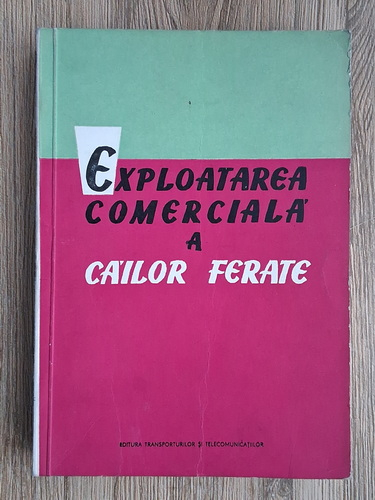 EXPLOATAREA
COMERCIALĂ
A
CĂILOR FERATE
EDITURA TRANSPORTURILOR ȘI TELECOMUNICAȚIILOR